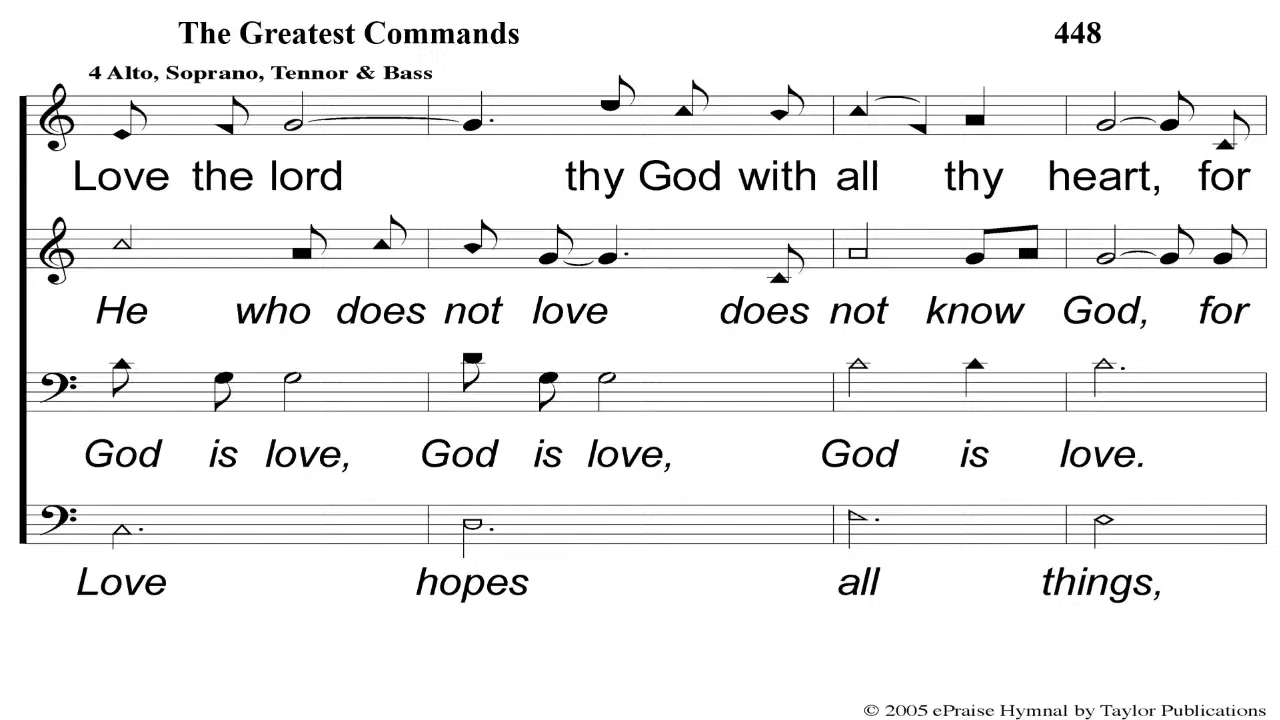 The Greatest Commands 448
4 Alto, Soprano, Tennor & Bass
Love the lord thy God with all thy heart, for
He who does not love does not know God, for
God is love, God is love, God is love.
Love hopes all things,
© 2005 ePraise Hymnal by Taylor Publications